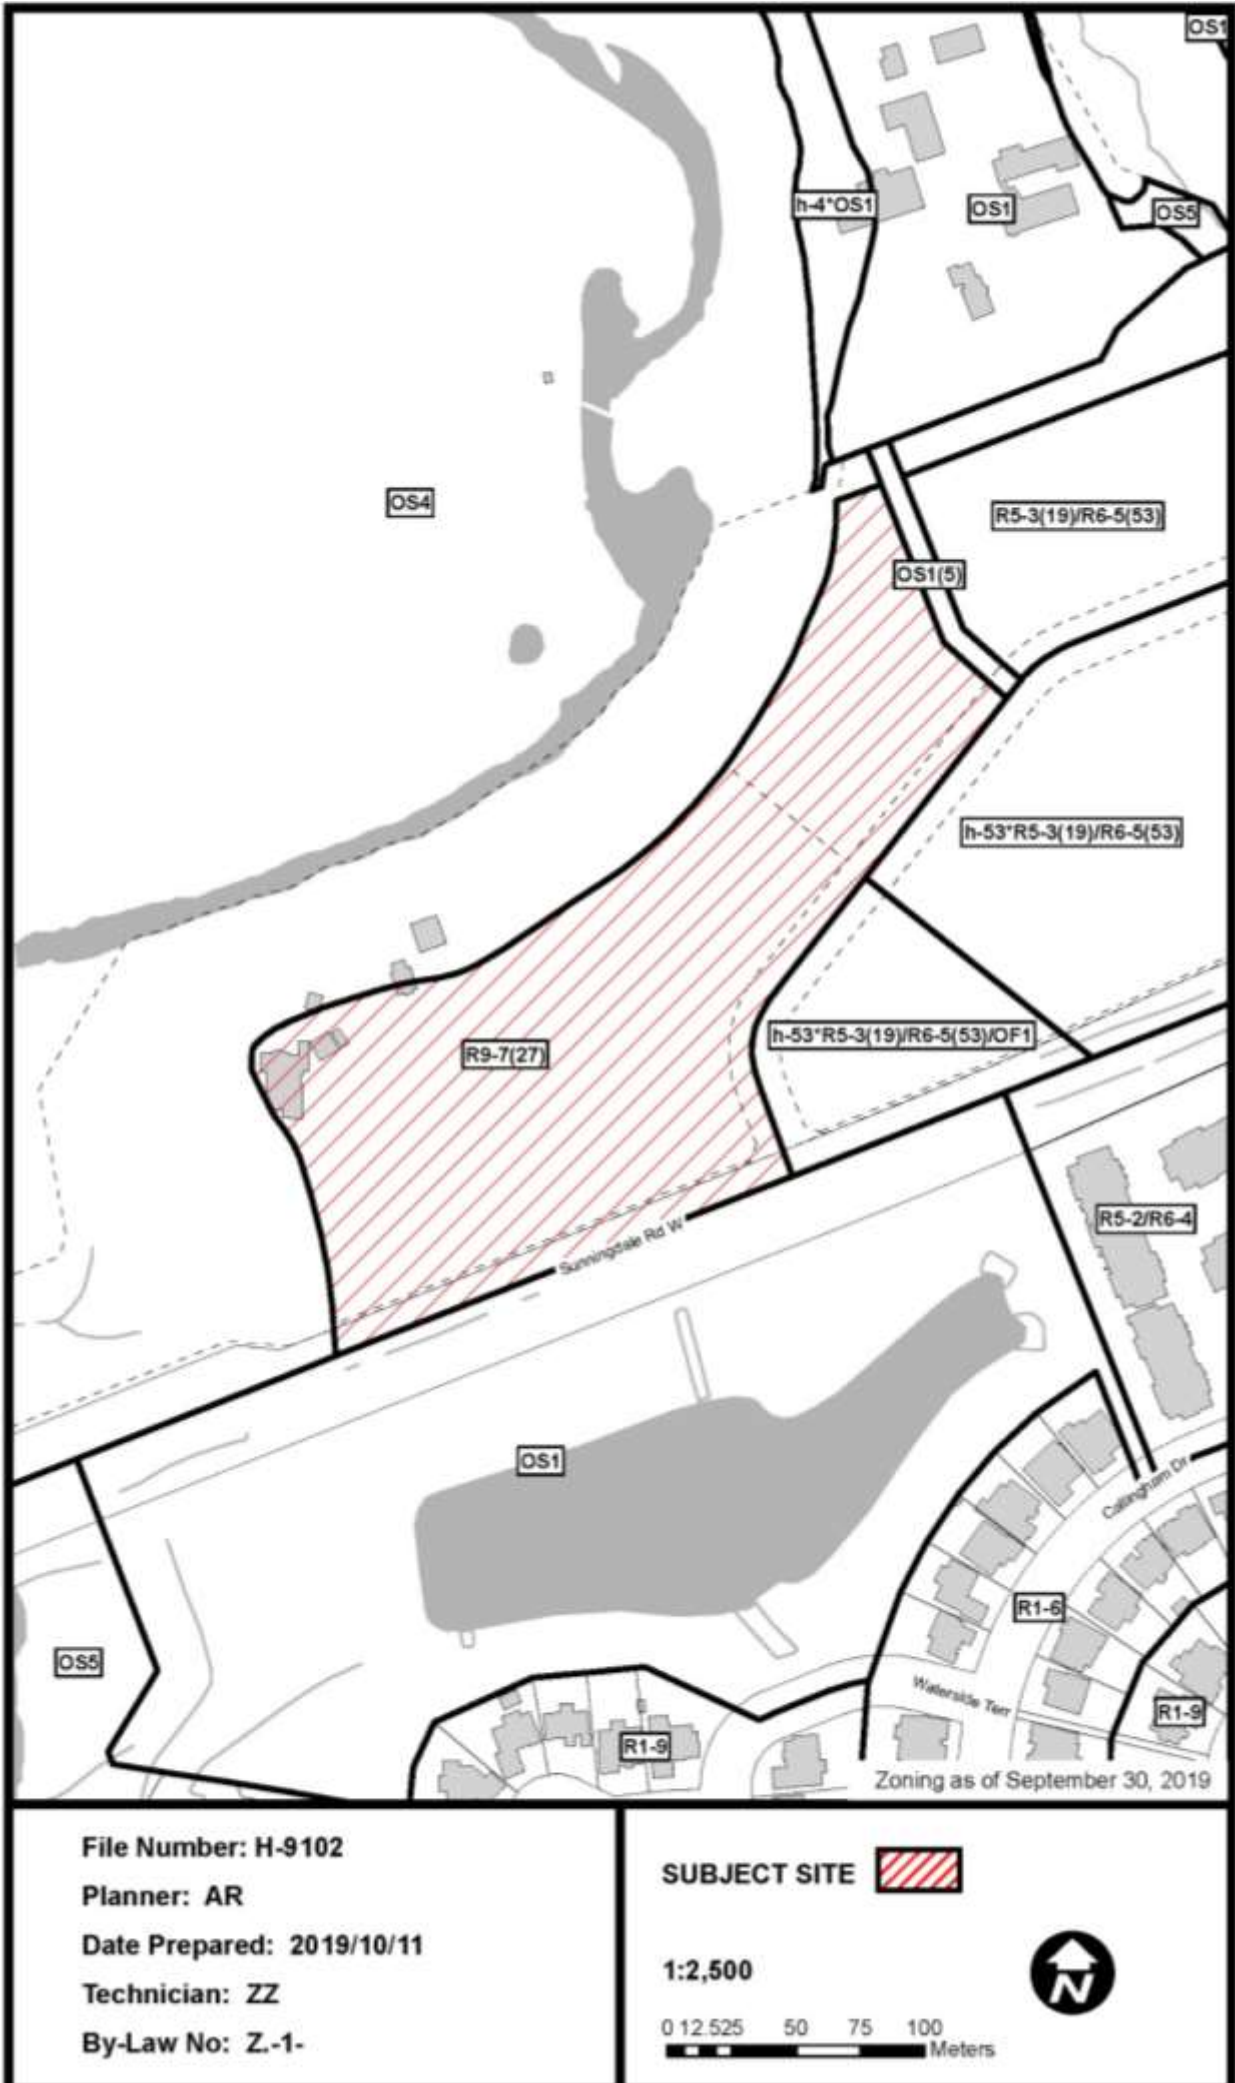 OS1
h-4*OS1
OS1
OS5
OS4
R5-3(19)/R6-5(53)
OS1(5)
h-53*R5-3(19)/R6-5(53)
h-53*R5-3(19)/R6-5(53)/OF1
R9-7(27)
R5-2/R6-4
Sunningdale Rd W
OS1
Callingham Dr
R1-6
OS5
Waterside Terr
R1-9
R1-9
Zoning as of September 30, 2019
File Number: H-9102
Planner: AR
Date Prepared: 2019/10/11
Technician: ZZ
By-Law No: Z.-1-
SUBJECT SITE
1:2,500
N
0 12.525 50 75 100
Meters